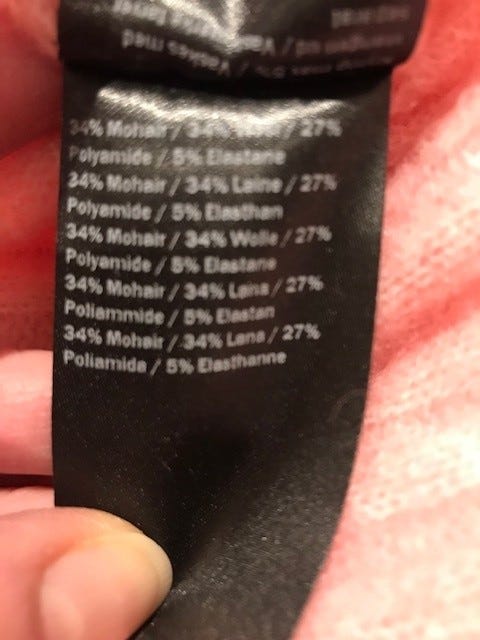 Vaskes med
34% Mohair / 34% / 27%
Polyamide / 5% Elastane
34% Mohair / 34% Laine / 27%
Polyamide / 5% Elasthan
34% Mohair / 34% Wolle / 27%
Polyamide / 5% Elastane
34% Mohair / 34% Lana / 27%
Poliammide / 5% Elastan
34% Mohair / 34% Lana / 27%
Poliamida / 5% Elasthanne